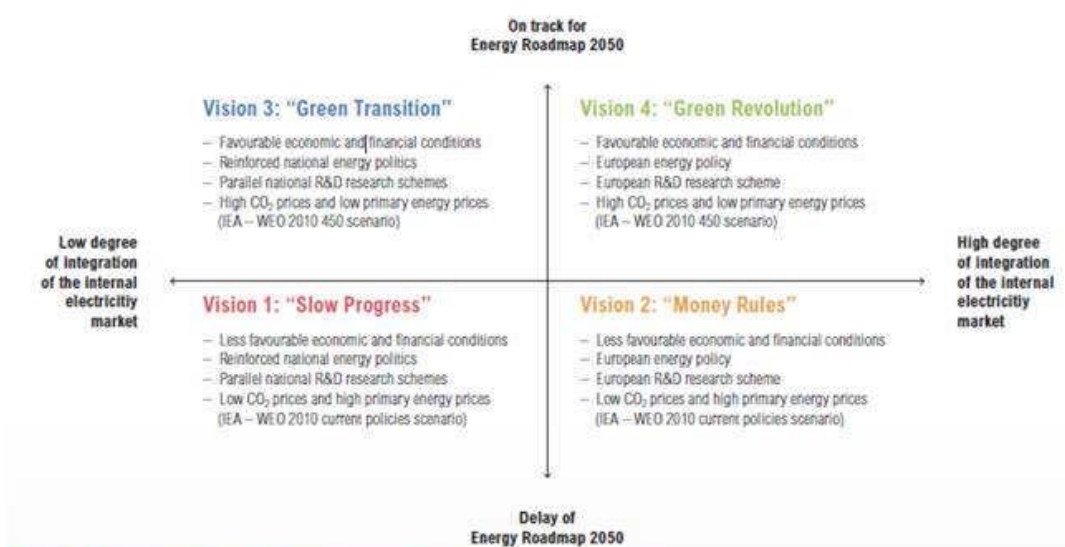 On track for
Energy Roadmap 2050
Vision 3: “Green Transition”
– Favourable economic and financial conditions
– Reinforced national energy politics
– Parallel national R&D research schemes
– High CO₂ prices and low primary energy prices
(IEA – WEO 2010 450 scenario)
Vision 4: “Green Revolution”
– Favourable economic and financial conditions
– European energy policy
– European R&D research scheme
– High CO₂ prices and low primary energy prices
(IEA – WEO 2010 450 scenario)
Low degree
of integration
of the internal
electricitiy
market
High degree
of integration
of the internal
electricitiy
market
Vision 1: “Slow Progress”
– Less favourable economic and financial conditions
– Reinforced national energy politics
– Parallel national R&D research schemes
– Low CO₂ prices and high primary energy prices
(IEA – WEO 2010 current policies scenario)
Vision 2: “Money Rules”
– Less favourable economic and financial conditions
– European energy policy
– European R&D research scheme
– Low CO₂ prices and high primary energy prices
(IEA – WEO 2010 current policies scenario)
Delay of
Energy Roadmap 2050